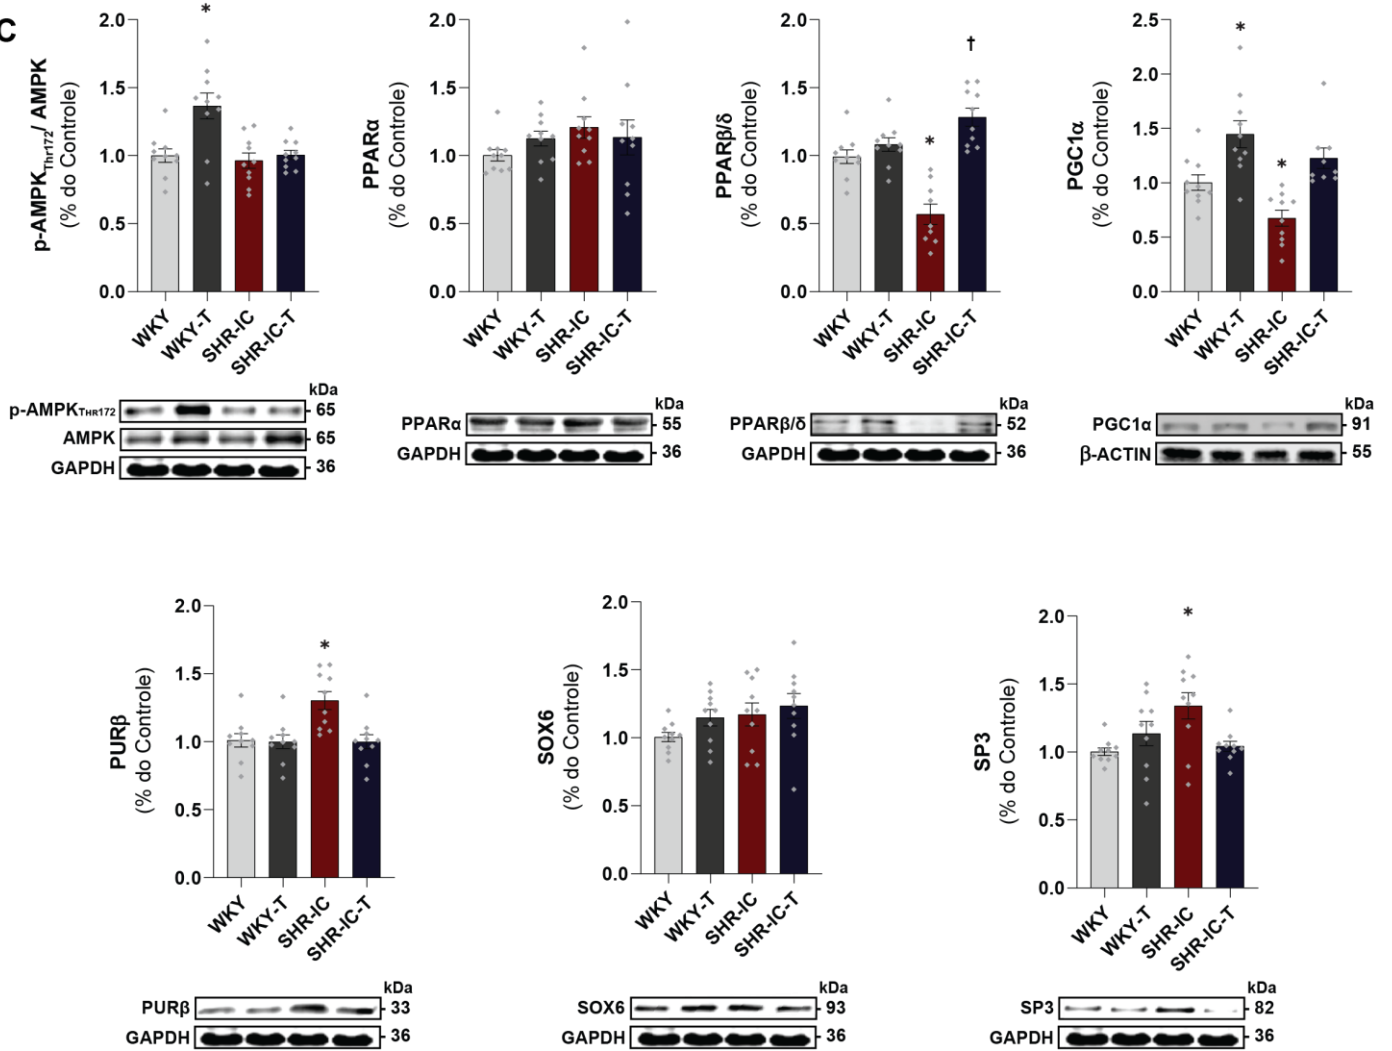 C
p-AMPKThr172/ AMPK
(% do Controle)
2.0
1.5
1.0
0.5
0.0
*
WKY
WKY-T
SHR-IC
SHR-IC-T
kDa
p-AMPKTHR172
65
AMPK
65
GAPDH
36
PPARα
(% do Controle)
2.0
1.5
1.0
0.5
0.0
WKY
WKY-T
SHR-IC
SHR-IC-T
kDa
PPARα
55
GAPDH
36
PPARβ/δ
(% do Controle)
2.0
1.5
1.0
0.5
0.0
*
†
WKY
WKY-T
SHR-IC
SHR-IC-T
kDa
PPARβ/δ
52
GAPDH
36
PGC1α
(% do Controle)
2.5
2.0
1.5
1.0
0.5
0.0
*
*
WKY
WKY-T
SHR-IC
SHR-IC-T
kDa
PGC1α
91
β-ACTIN
55
PURβ
(% do Controle)
2.0
1.5
1.0
0.5
0.0
*
WKY
WKY-T
SHR-IC
SHR-IC-T
kDa
PURβ
33
GAPDH
36
SOX6
(% do Controle)
2.0
1.5
1.0
0.5
0.0
WKY
WKY-T
SHR-IC
SHR-IC-T
kDa
SOX6
93
GAPDH
36
SP3
(% do Controle)
2.0
1.5
1.0
0.5
0.0
*
WKY
WKY-T
SHR-IC
SHR-IC-T
kDa
SP3
82
GAPDH
36